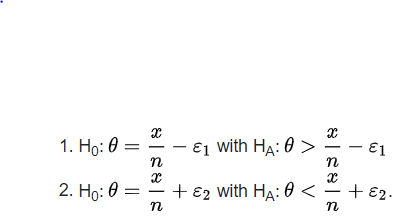 1. H₀: θ = x/n − ε₁ with H_A: θ > x/n − ε₁
2. H₀: θ = x/n + ε₂ with H_A: θ < x/n + ε₂.